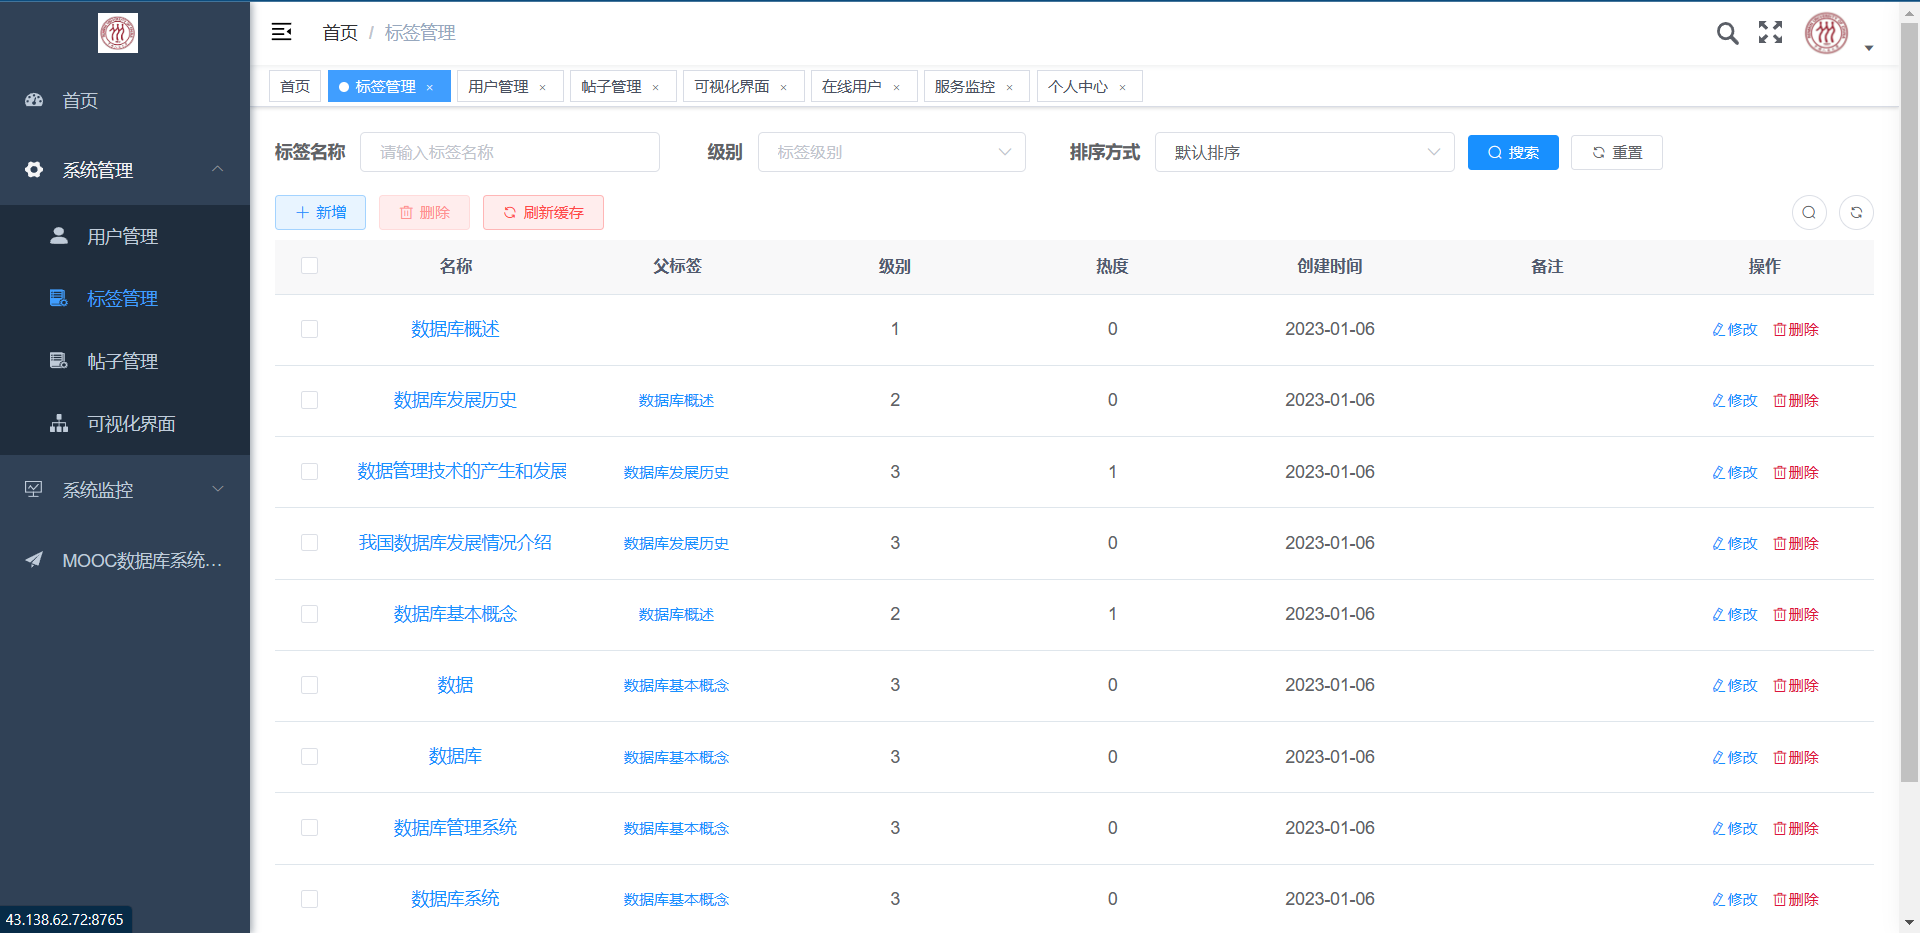 首页 / 标签管理
首页 标签管理 × 用户管理 × 帖子管理 × 可视化界面 × 在线用户 × 服务监控 × 个人中心 ×
首页
系统管理
用户管理
标签管理
帖子管理
可视化界面
系统监控
MOOC数据库系统...
43.138.62.72:8765
标签名称 请输入标签名称 级别 标签级别 排序方式 默认排序 搜索 重置
新增 删除 刷新缓存
名称 父标签 级别 热度 创建时间 备注 操作
数据库概述 1 0 2023-01-06 修改 删除
数据库发展历史 数据库概述 2 0 2023-01-06 修改 删除
数据管理技术的产生和发展 数据库发展历史 3 1 2023-01-06 修改 删除
我国数据库发展情况介绍 数据库发展历史 3 0 2023-01-06 修改 删除
数据库基本概念 数据库概述 2 1 2023-01-06 修改 删除
数据 数据库基本概念 3 0 2023-01-06 修改 删除
数据库 数据库基本概念 3 0 2023-01-06 修改 删除
数据库管理系统 数据库基本概念 3 0 2023-01-06 修改 删除
数据库系统 数据库基本概念 3 0 2023-01-06 修改 删除